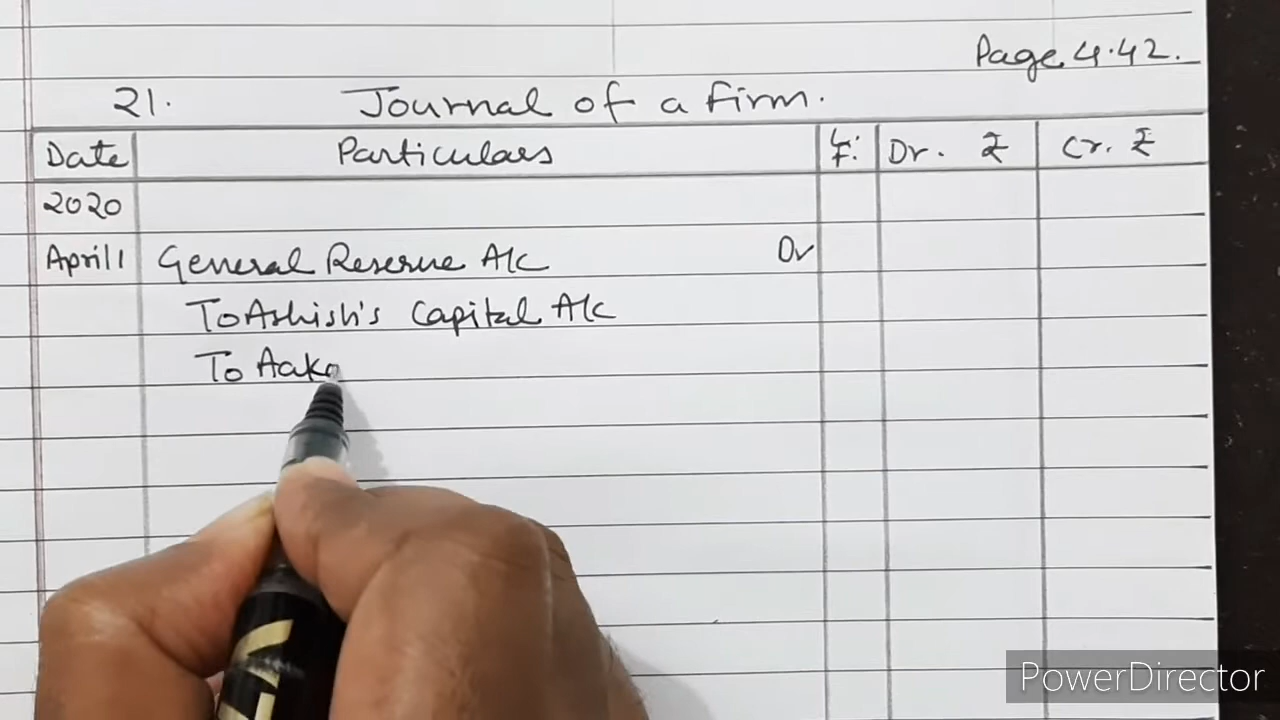 Page 4.42.
21. Journal of a firm.
Date Particulars L.F. Dr. ₹ Cr. ₹
2020
April 1 General Reserve A/c Dr
To Ashish's Capital A/c
To Aaka
PowerDirector